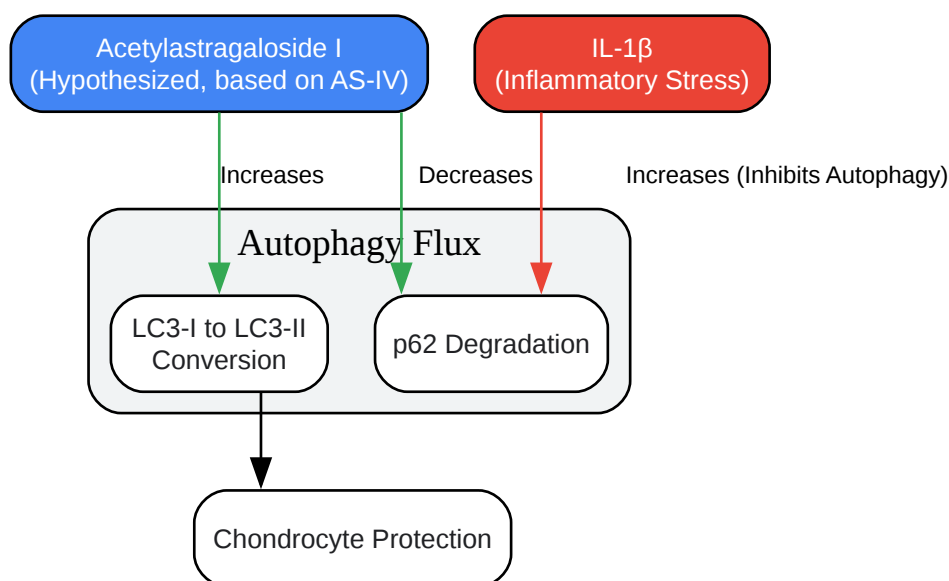 Acetylastragaloside I
(Hypothesized, based on AS-IV)
IL-1β
(Inflammatory Stress)
Increases
Decreases
Increases (Inhibits Autophagy)
Autophagy Flux
LC3-I to LC3-II
Conversion
p62 Degradation
Chondrocyte Protection